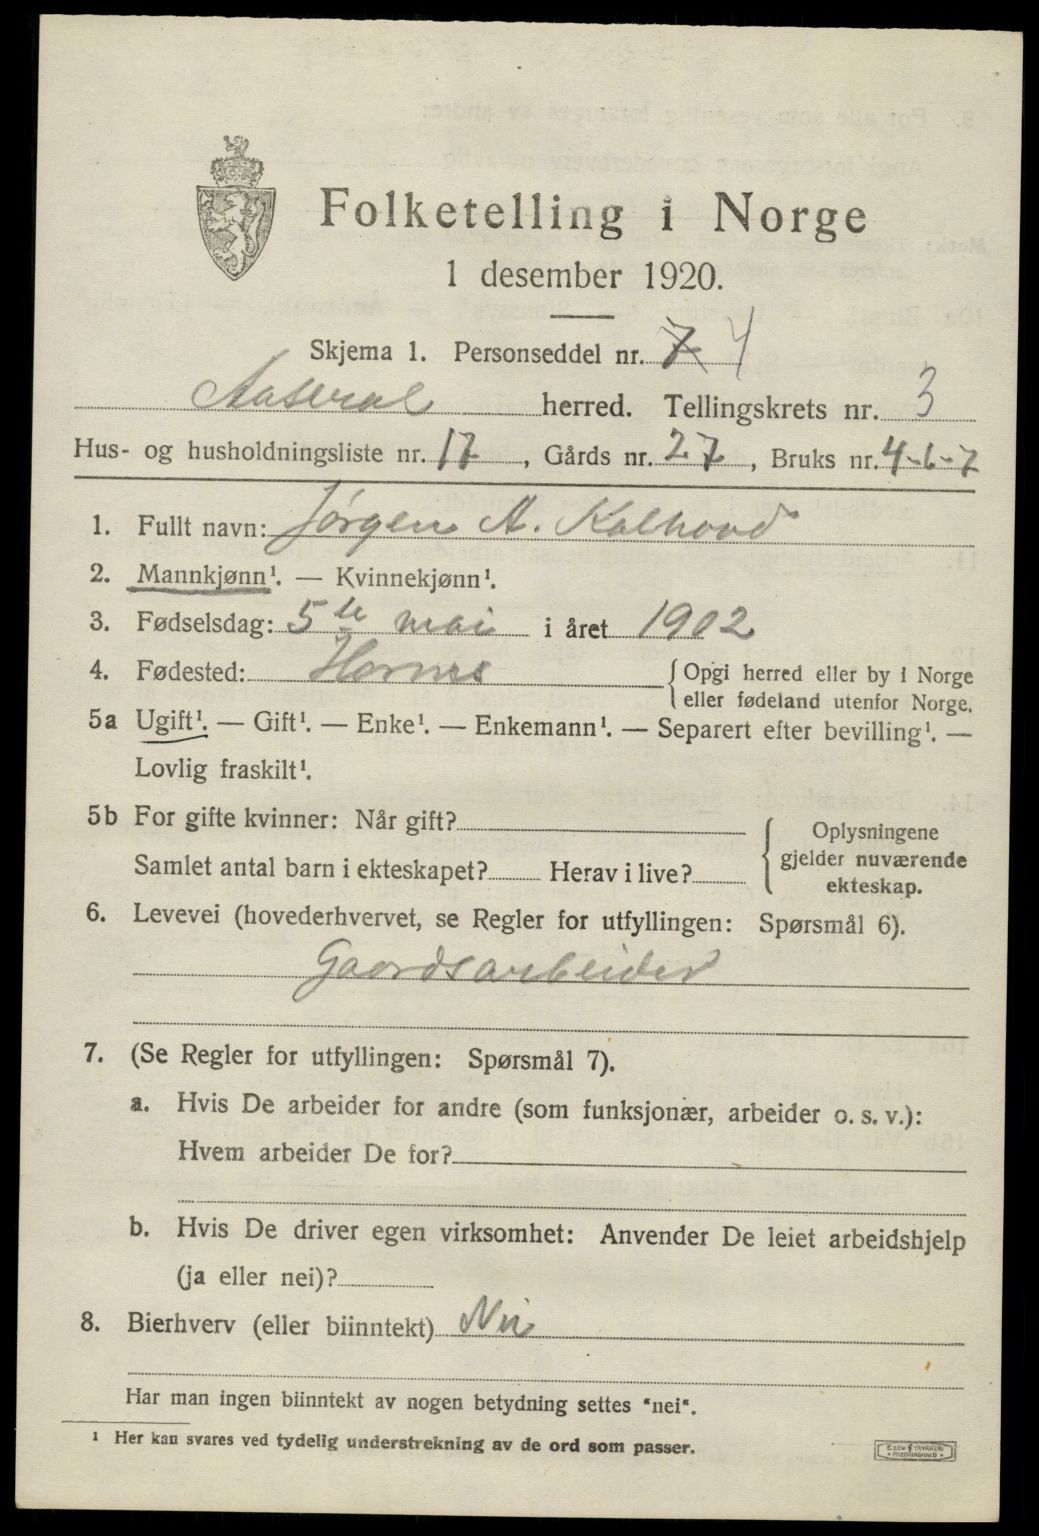 Folketelling i Norge
1 desember 1920.
Skjema 1. Personseddel nr. 7 4
Aaseral herred. Tellingskrets nr. 3
Hus- og husholdningsliste nr. 17, Gårds nr. 27, Bruks nr. 4-6-7
1. Fullt navn: Jørgen A. Kalhovd
2. Mannkjønn¹. — Kvinnekjønn¹.
3. Fødselsdag: 5te mai i året 1902
4. Fødested: Hornes { Opgi herred eller by i Norge
eller fødeland utenfor Norge.
5a Ugift¹. — Gift¹. — Enke¹. — Enkemann¹. — Separert efter bevilling¹. —
Lovlig fraskilt¹.
5b For gifte kvinner: Når gift?
Samlet antal barn i ekteskapet? Herav i live?
Oplysningene
gjelder nuværende
ekteskap.
6. Levevei (hovederhvervet, se Regler for utfyllingen: Spørsmål 6).
Gaardsarbeider
7. (Se Regler for utfyllingen: Spørsmål 7).
a. Hvis De arbeider for andre (som funksjonær, arbeider o. s. v.):
Hvem arbeider De for?
b. Hvis De driver egen virksomhet: Anvender De leiet arbeidshjelp
(ja eller nei)?
8. Bierhverv (eller biinntekt) Nei
Har man ingen biinntekt av nogen betydning settes "nei".
¹ Her kan svares ved tydelig understrekning av de ord som passer.